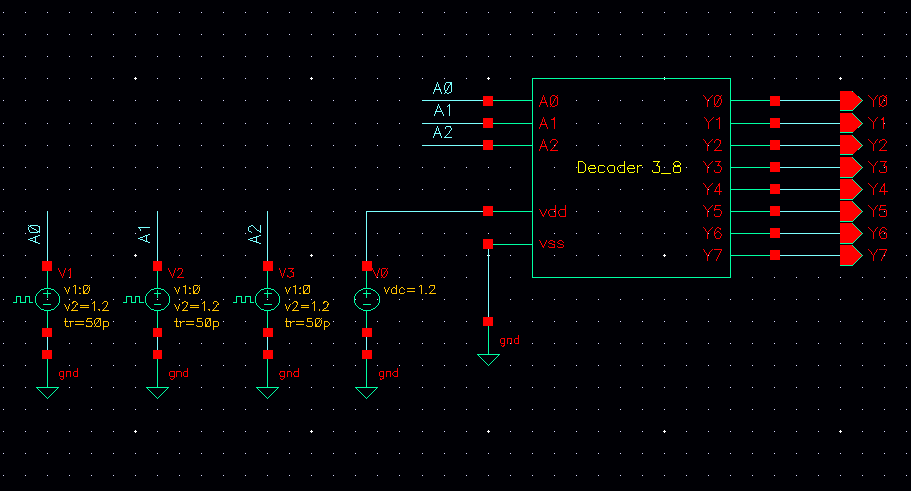 A0
A1
A2
A0
A1
A2
vdd
vss
Decoder 3_8
Y0
Y1
Y2
Y3
Y4
Y5
Y6
Y7
Y0
Y1
Y2
Y3
Y4
Y5
Y6
Y7
A0
V1
v1:0
v2=1.2
tr=50p
gnd
A1
V2
v1:0
v2=1.2
tr=50p
gnd
A2
V3
v1:0
v2=1.2
tr=50p
gnd
V0
vdc=1.2
gnd
gnd